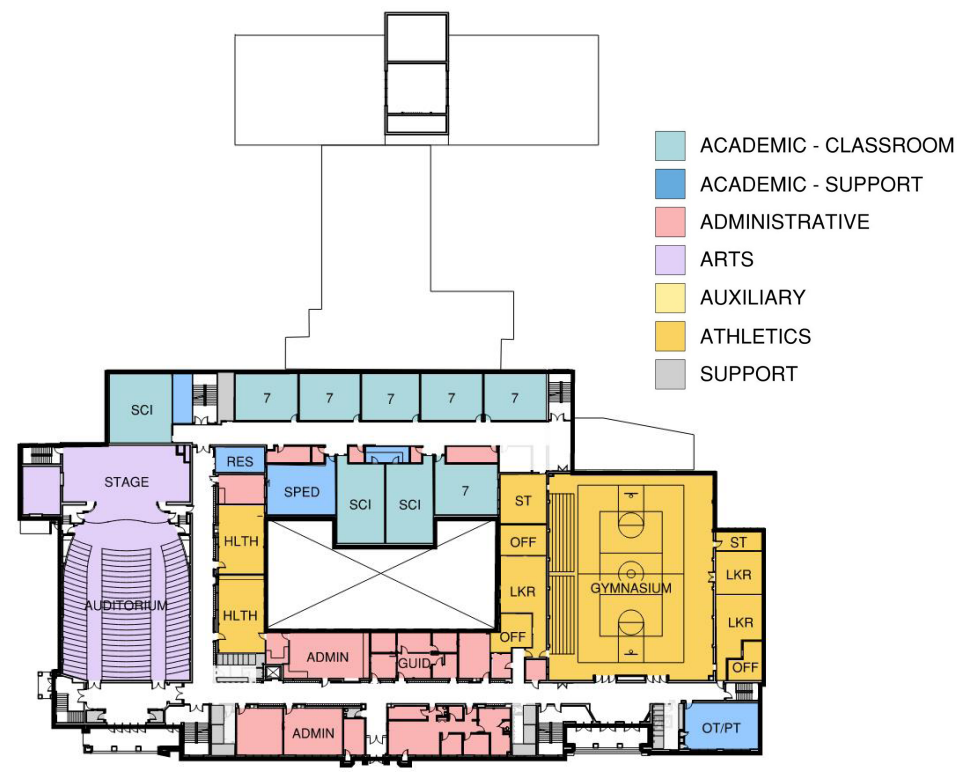 ACADEMIC - CLASSROOM
ACADEMIC - SUPPORT
ADMINISTRATIVE
ARTS
AUXILIARY
ATHLETICS
SUPPORT
SCI
7
7
7
7
7
RES
STAGE
SPED
SCI
SCI
7
ST
HLTH
OFF
ST
LKR
GYMNASIUM
LKR
AUDITORIUM
HLTH
LKR
OFF
ADMIN
GUID
OFF
ADMIN
OT/PT